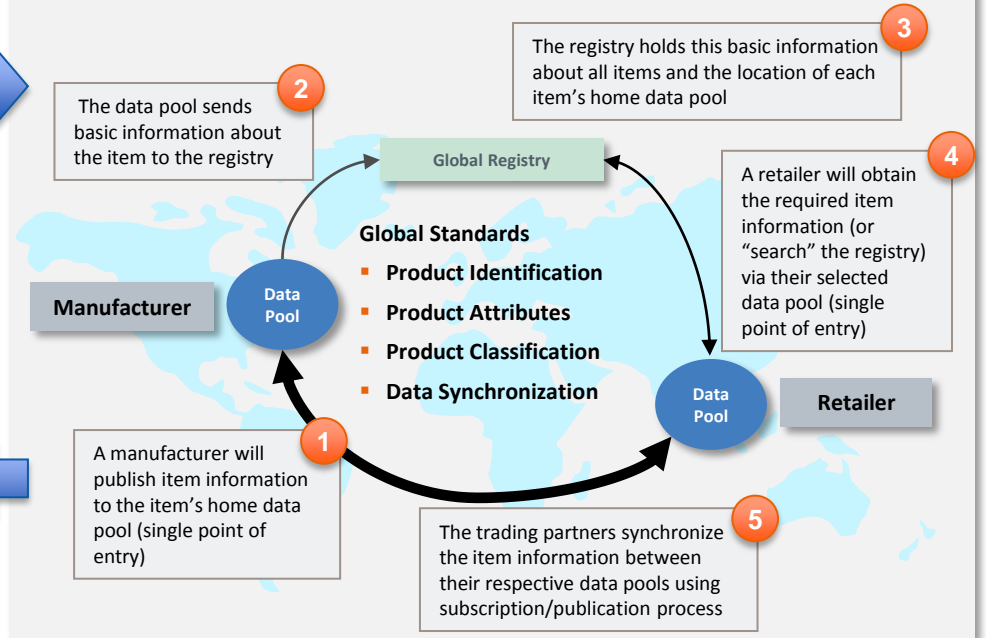 3
The registry holds this basic information
about all items and the location of each
item's home data pool
2
The data pool sends
basic information about
the item to the registry
Global Registry
4
A retailer will obtain
the required item
information (or
“search” the registry)
via their selected
data pool (single
point of entry)
Global Standards
▪ Product Identification
▪ Product Attributes
▪ Product Classification
▪ Data Synchronization
Manufacturer
Data
Pool
Data
Pool
Retailer
1
A manufacturer will
publish item information
to the item's home data
pool (single point of
entry)
5
The trading partners synchronize
the item information between
their respective data pools using
subscription/publication process